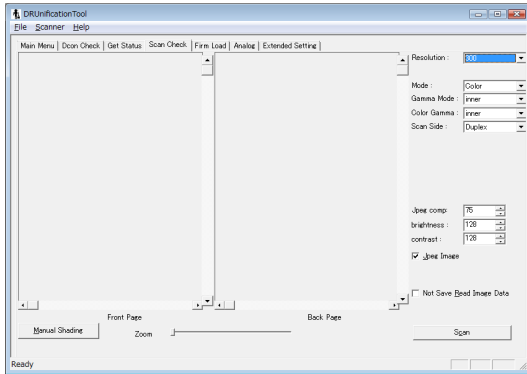 DRUnificationTool
File Scanner Help
Main Menu Dcon Check Get Status Scan Check Firm Load Analog Extended Setting
Resolution : 300
Mode : Color
Gamma Mode : inner
Color Gamma : inner
Scan Side : Duplex
Jpeg comp: 75
brightness : 128
contrast : 128
Jpeg Image
Not Save Read Image Data
Front Page Back Page
Manual Shading Zoom Scan
Ready